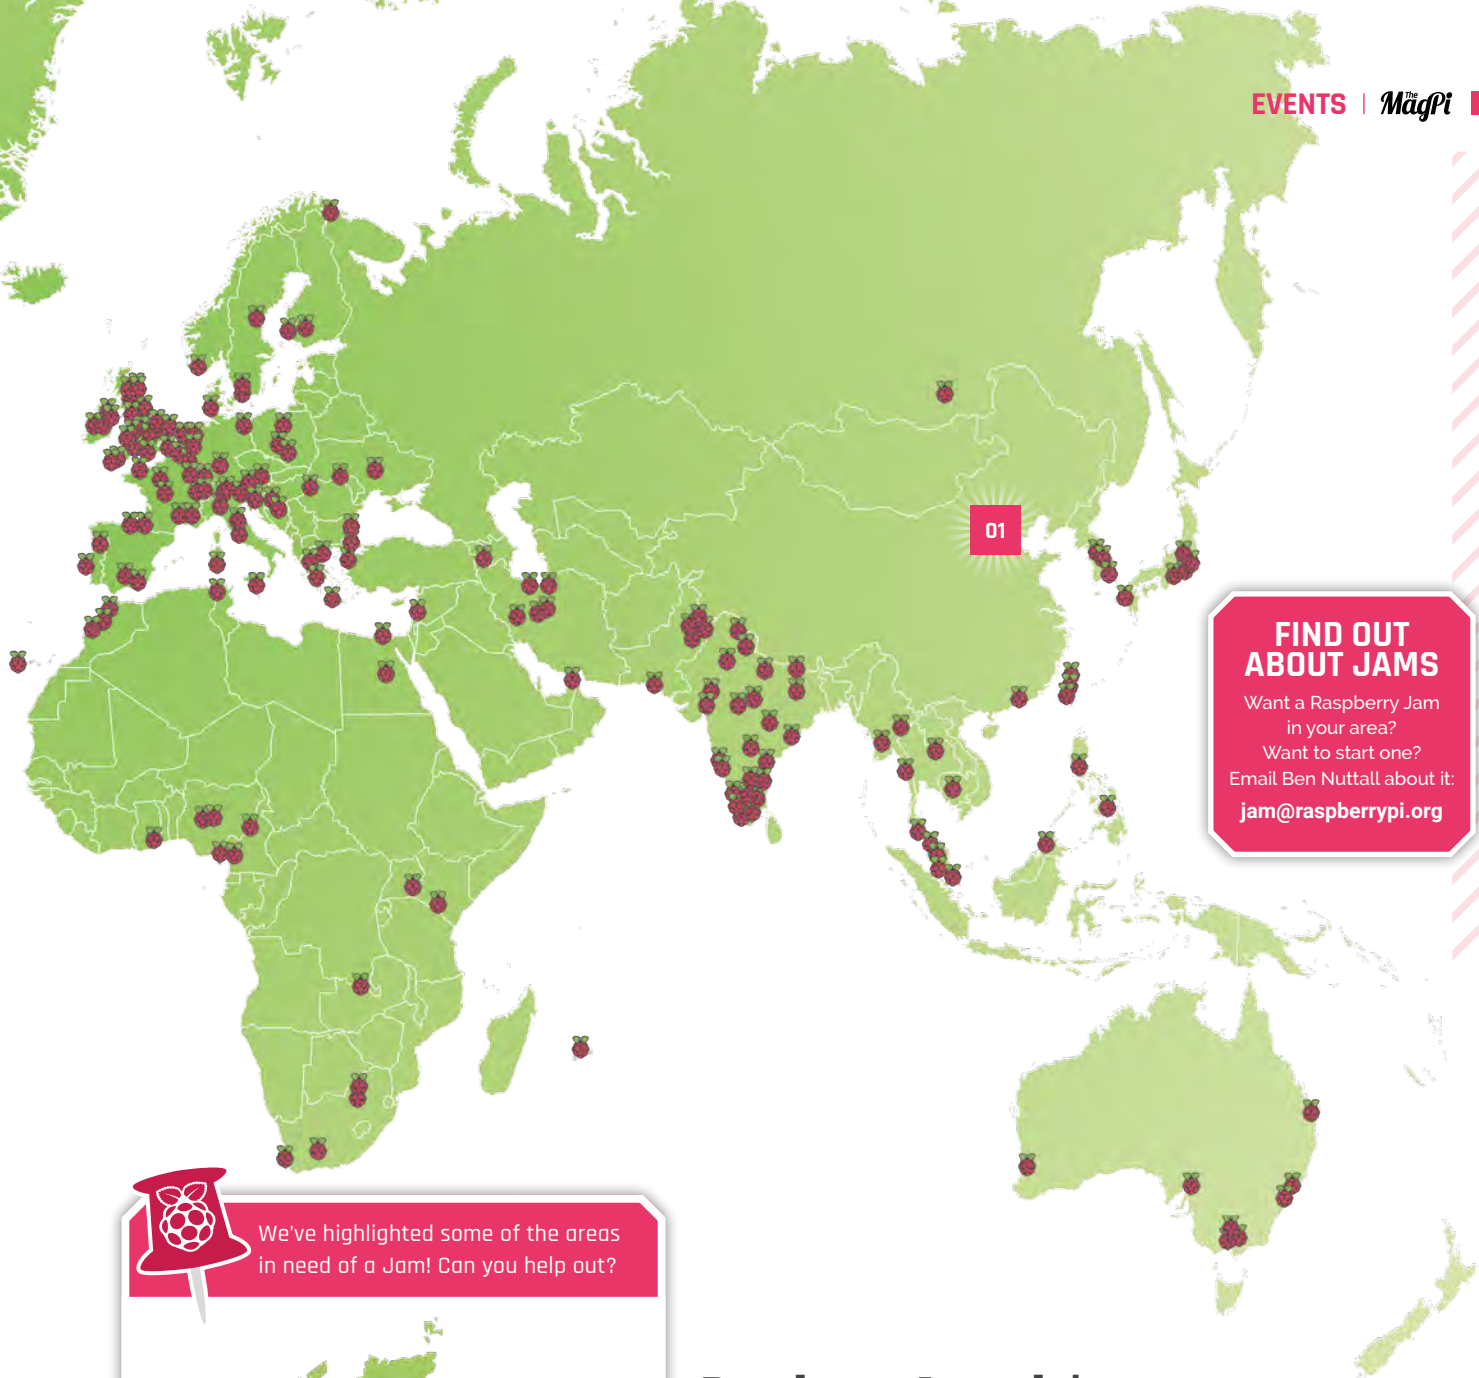 EVENTS
The MagPi
01
FIND OUT
ABOUT JAMS
Want a Raspberry Jam
in your area?
Want to start one?
Email Ben Nuttall about it:
jam@raspberrypi.org
We've highlighted some of the areas
in need of a Jam! Can you help out?